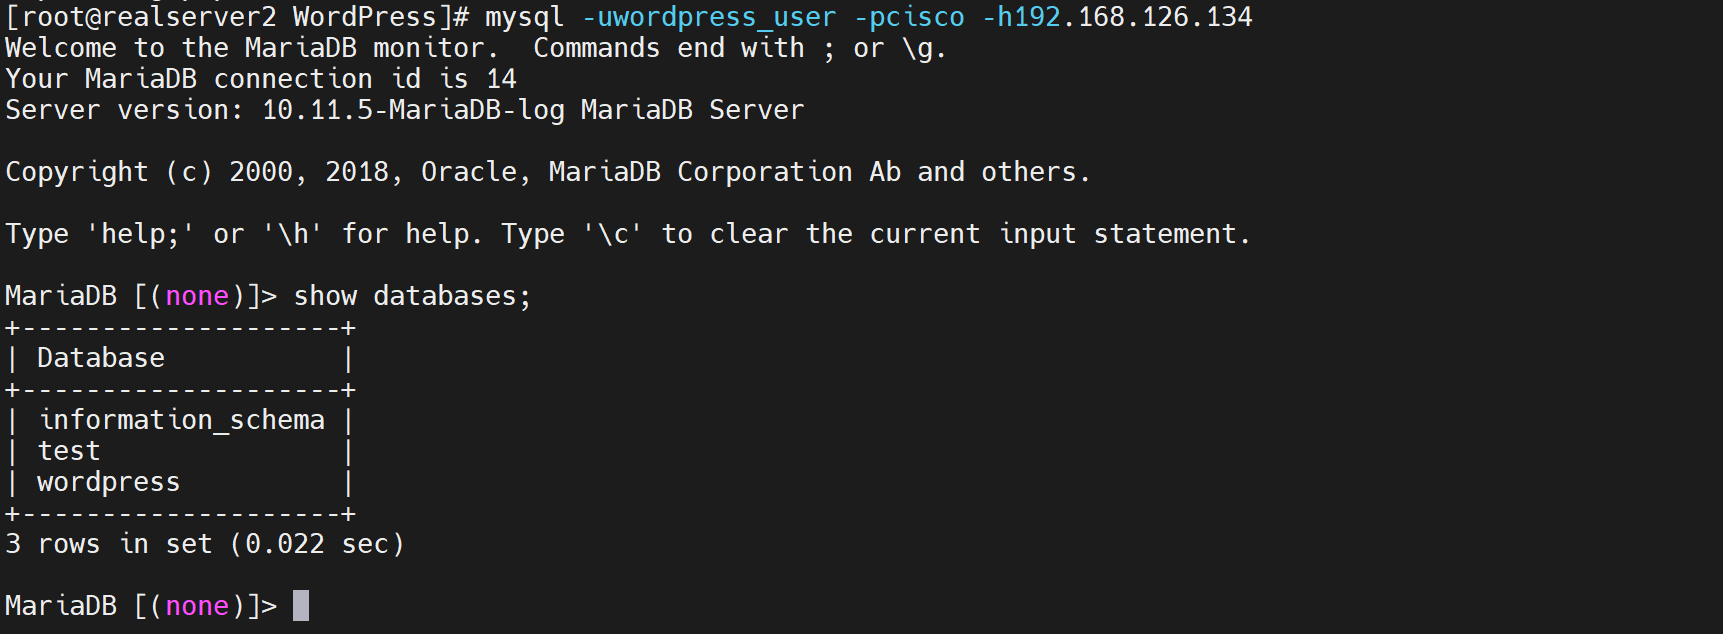 [root@realserver2 WordPress]# mysql -uwordpress_user -pcisco -h192.168.126.134
Welcome to the MariaDB monitor.  Commands end with ; or \g.
Your MariaDB connection id is 14
Server version: 10.11.5-MariaDB-log MariaDB Server

Copyright (c) 2000, 2018, Oracle, MariaDB Corporation Ab and others.

Type 'help;' or '\h' for help. Type '\c' to clear the current input statement.

MariaDB [(none)]> show databases;
+--------------------+
| Database           |
+--------------------+
| information_schema |
| test               |
| wordpress          |
+--------------------+
3 rows in set (0.022 sec)

MariaDB [(none)]>